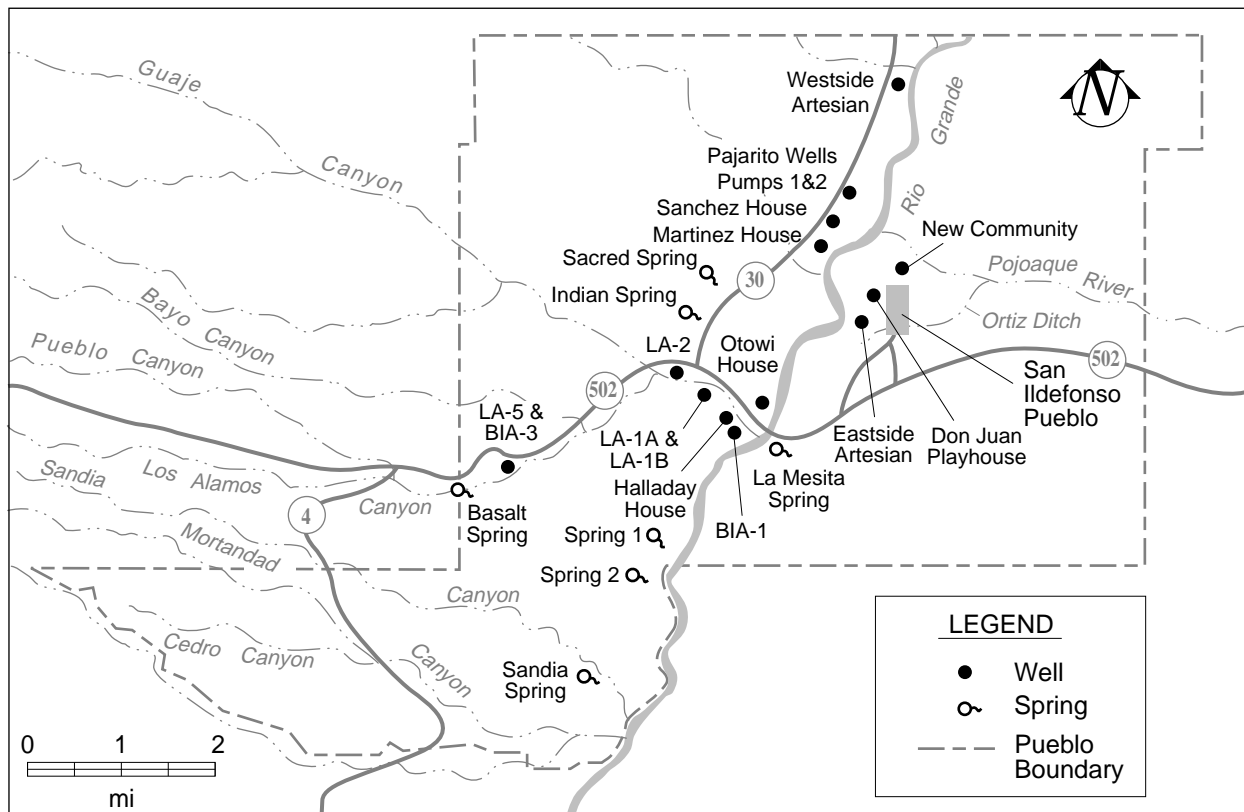 Guaje
Canyon
Westside
Artesian
Grande
N
Pajarito Wells
Pumps 1&2
Sanchez House
Martinez House
Rio
New Community
Sacred Spring
30
Pojoaque
River
Indian Spring
Ortiz Ditch
Bayo Canyon
Pueblo Canyon
LA-2
Otowi
House
502
502
San
Ildefonso
Pueblo
LA-5 &
BIA-3
LA-1A &
LA-1B
Eastside
Artesian
Don Juan
Playhouse
Sandia
Los Alamos
Canyon
Halladay
House
La Mesita
Spring
4
Basalt
Spring
BIA-1
Mortandad
Spring 1
Spring 2
Canyon
Cedro Canyon
Canyon
Sandia
Spring
LEGEND
Well
Spring
Pueblo
Boundary
0 1 2
mi